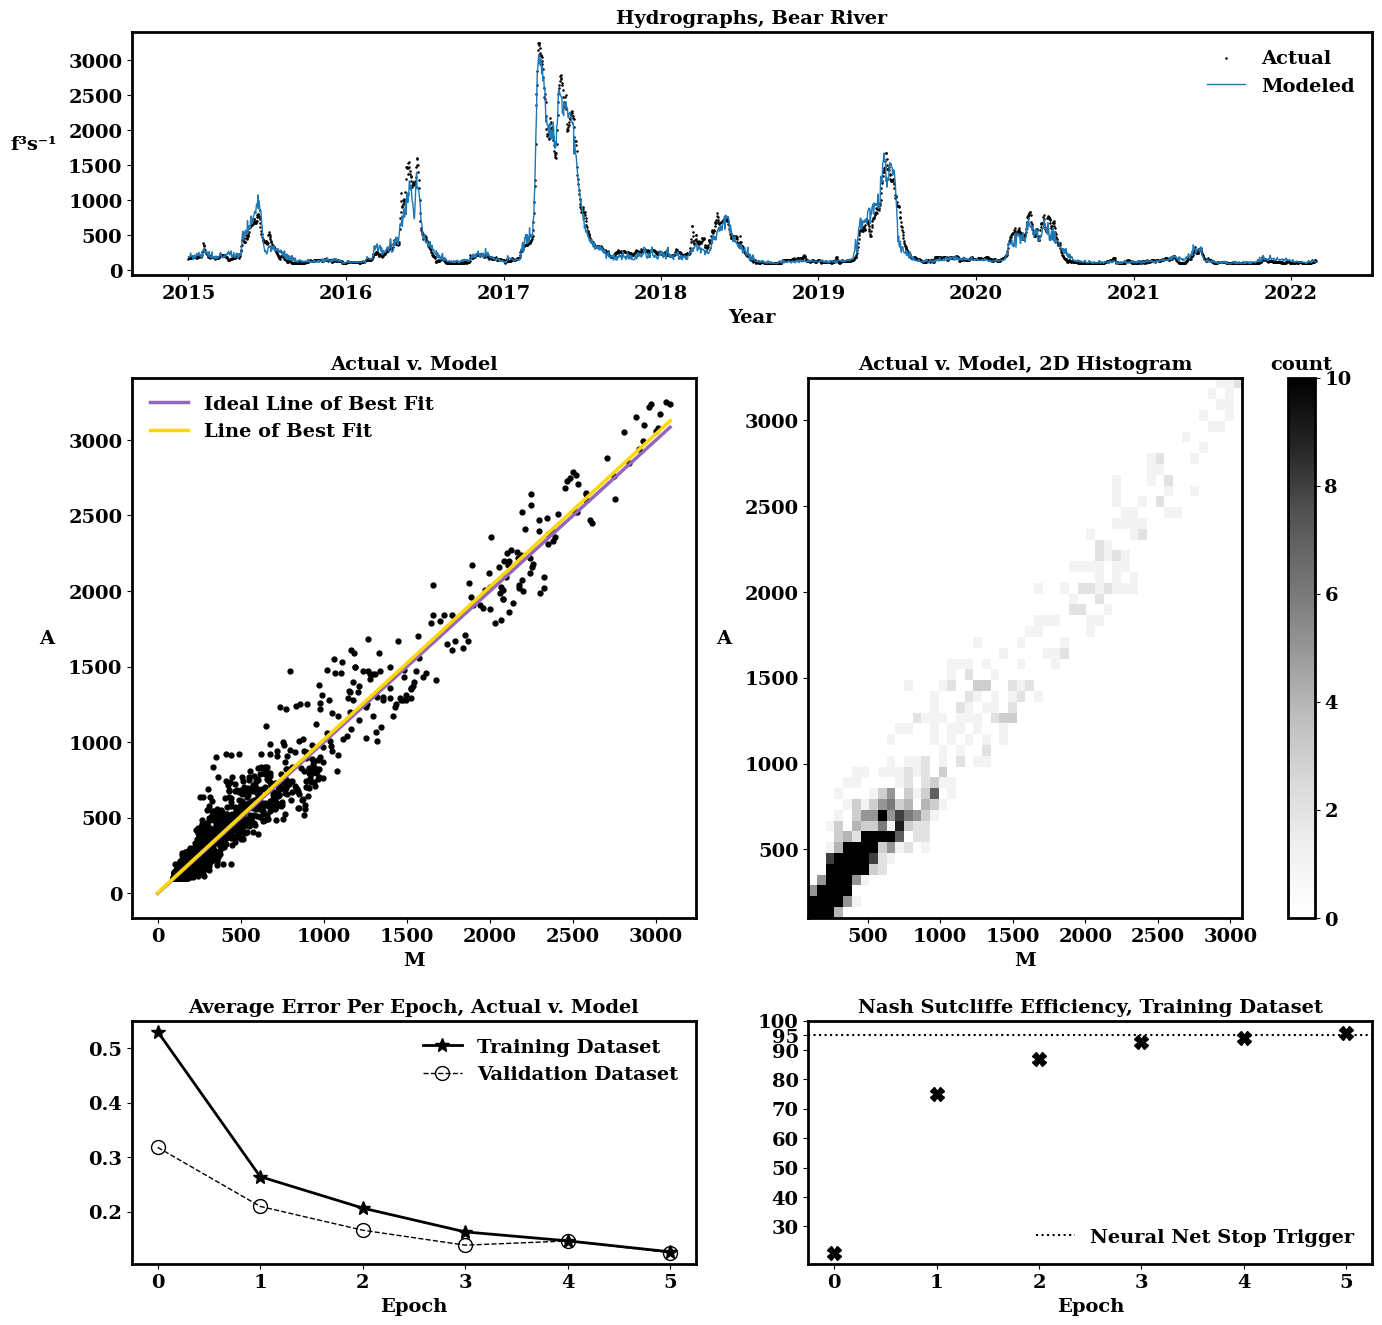 Hydrographs, Bear River
3000
2500
2000
1500
1000
500
0
f³s⁻¹
Actual
Modeled
2015 2016 2017 2018 2019 2020 2021 2022
Year
Actual v. Model
Ideal Line of Best Fit
Line of Best Fit
3000
2500
2000
1500
1000
500
0
A
0 500 1000 1500 2000 2500 3000
M
Actual v. Model, 2D Histogram
3000
2500
2000
1500
1000
500
A
500 1000 1500 2000 2500 3000
M
count
10
8
6
4
2
0
Average Error Per Epoch, Actual v. Model
0.5
0.4
0.3
0.2
Training Dataset
Validation Dataset
0 1 2 3 4 5
Epoch
Nash Sutcliffe Efficiency, Training Dataset
100
95
90
80
70
60
50
40
30
Neural Net Stop Trigger
0 1 2 3 4 5
Epoch